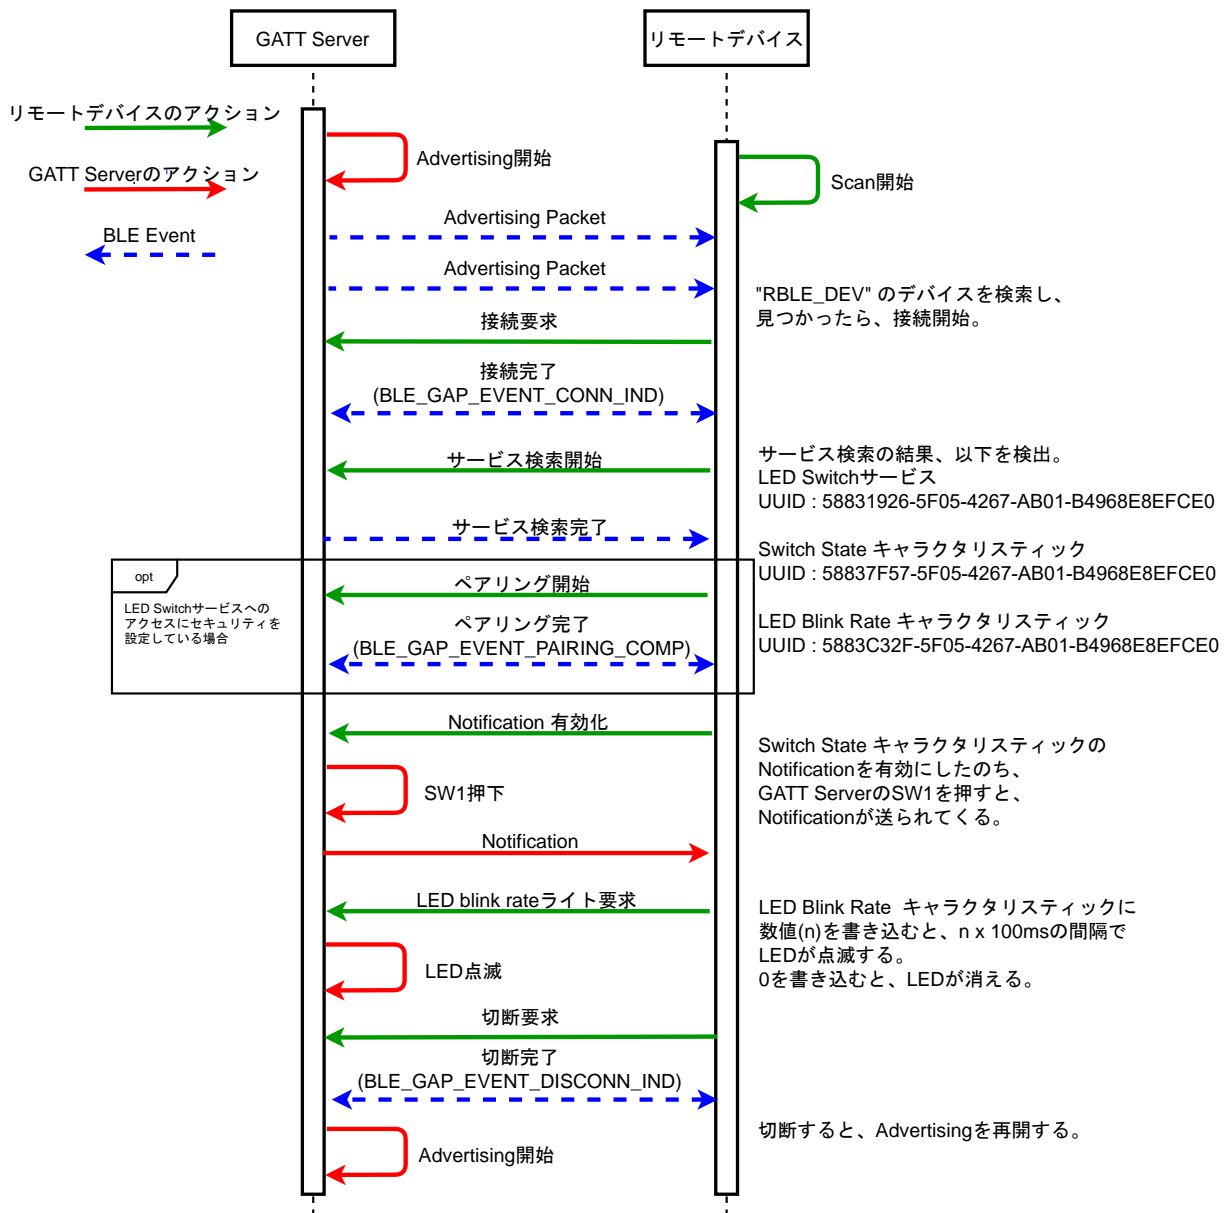 GATT Server
リモートデバイス
リモートデバイスのアクション
GATT Serverのアクション
BLE Event
Advertising開始
Scan開始
Advertising Packet
Advertising Packet
"RBLE_DEV" のデバイスを検索し、
見つかったら、接続開始。
接続要求
接続完了
(BLE_GAP_EVENT_CONN_IND)
サービス検索開始
サービス検索の結果、以下を検出。
LED Switchサービス
UUID : 58831926-5F05-4267-AB01-B4968E8EFCE0
サービス検索完了
Switch State キャラクタリスティック
UUID : 58837F57-5F05-4267-AB01-B4968E8EFCE0
opt
LED Switchサービスへの
アクセスにセキュリティを
設定している場合
ペアリング開始
ペアリング完了
(BLE_GAP_EVENT_PAIRING_COMP)
LED Blink Rate キャラクタリスティック
UUID : 5883C32F-5F05-4267-AB01-B4968E8EFCE0
Notification 有効化
Switch State キャラクタリスティックの
Notificationを有効にしたのち、
GATT ServerのSW1を押すと、
Notificationが送られてくる。
SW1押下
Notification
LED blink rateライト要求
LED Blink Rate キャラクタリスティックに
数値(n)を書き込むと、n x 100msの間隔で
LEDが点滅する。
0を書き込むと、LEDが消える。
LED点滅
切断要求
切断完了
(BLE_GAP_EVENT_DISCONN_IND)
切断すると、Advertisingを再開する。
Advertising開始